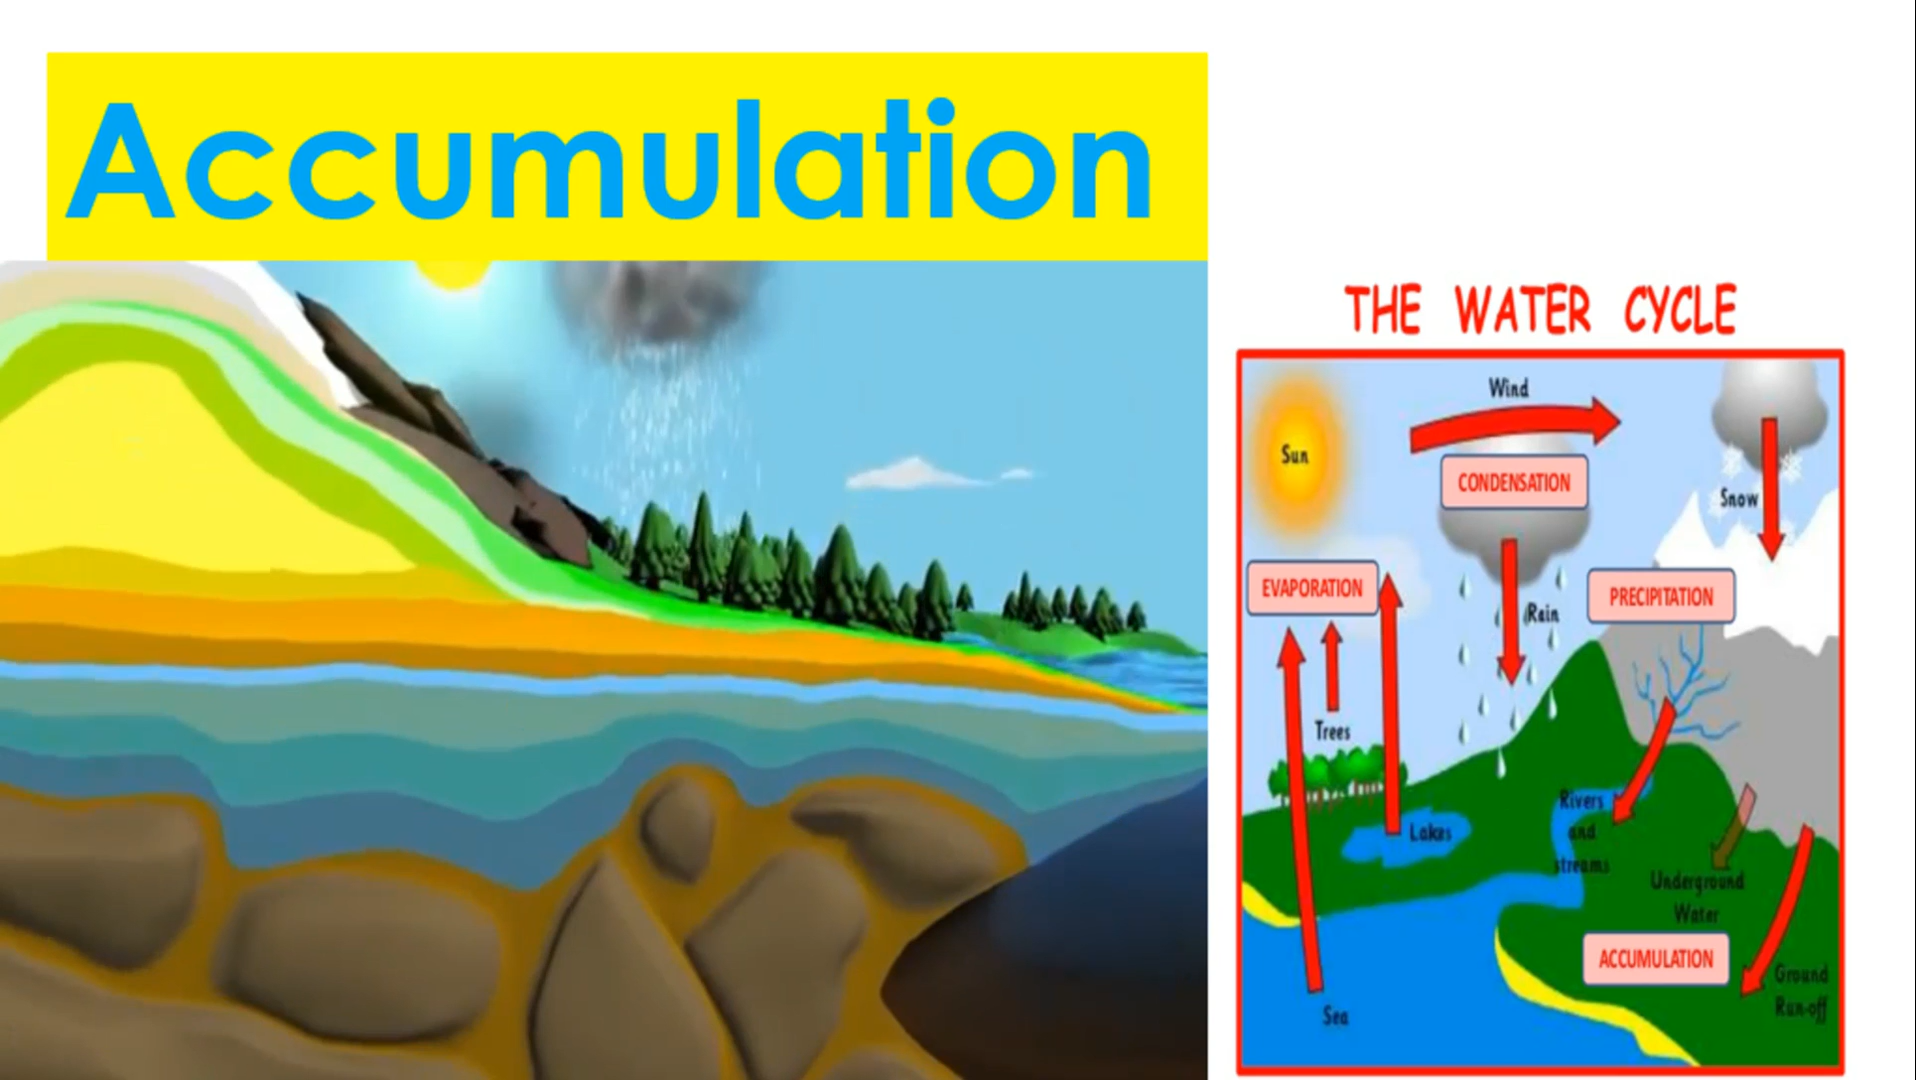 Accumulation
THE WATER CYCLE
Wind
Sun
CONDENSATION
Snow
EVAPORATION
PRECIPITATION
Rain
Trees
Rivers
and
streams
Lakes
Underground
Water
ACCUMULATION
Ground
Run-off
Sea